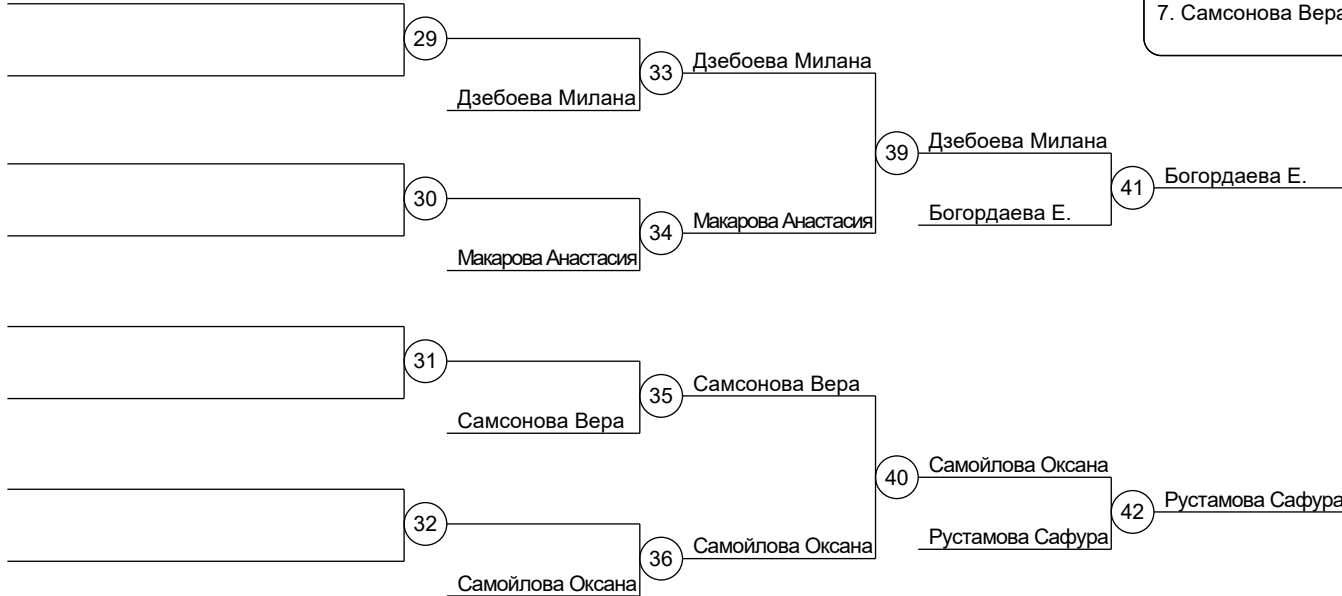 7. Самсонова Вера
29
Дзебоева Милана
33
Дзебоева Милана
39
Дзебоева Милана
41
Богордаева Е.
30
Макарова Анастасия
34
Макарова Анастасия
Богордаева Е.
31
Самсонова Вера
35
Самсонова Вера
40
Самойлова Оксана
42
Рустамова Сафура
32
Самойлова Оксана
36
Самойлова Оксана
Рустамова Сафура